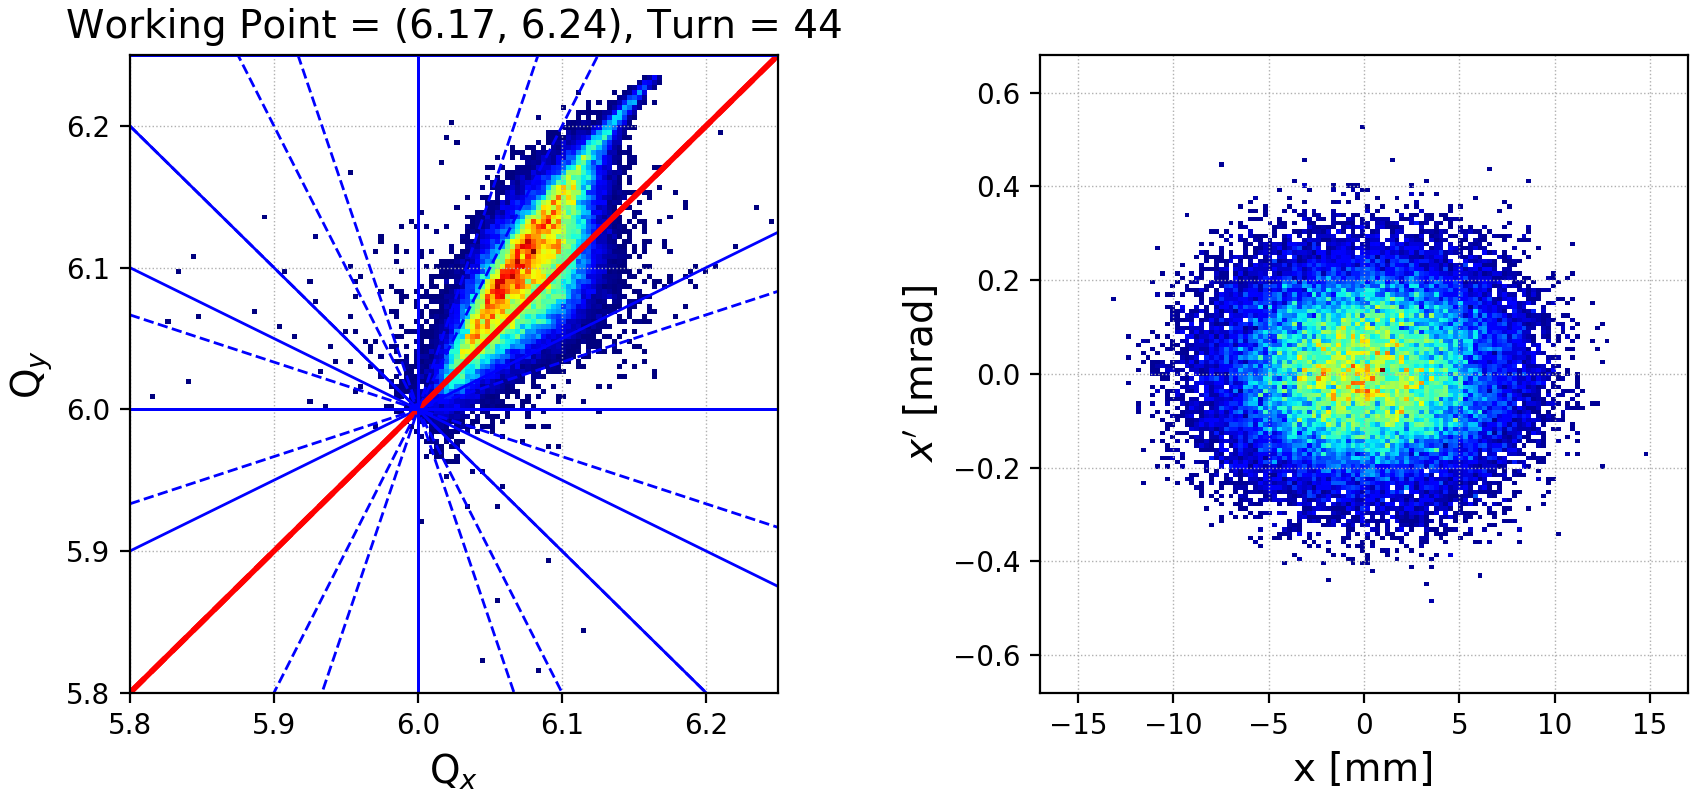 Working Point = (6.17, 6.24), Turn = 44
6.2
6.1
6.0
5.9
5.8
Qy
5.8 5.9 6.0 6.1 6.2
Qx
0.6
0.4
0.2
0.0
−0.2
−0.4
−0.6
x′ [mrad]
−15 −10 −5 0 5 10 15
x [mm]